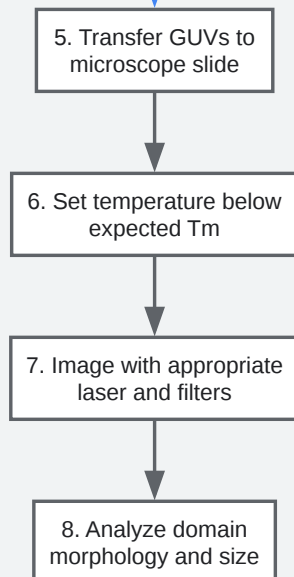 5. Transfer GUVs to
microscope slide
6. Set temperature below
expected Tm
7. Image with appropriate
laser and filters
8. Analyze domain
morphology and size